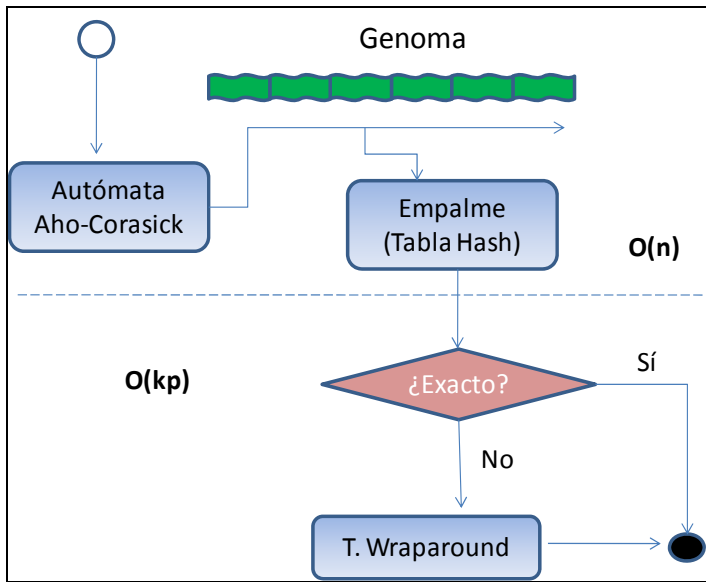 Genoma
Autómata
Aho-Corasick
Empalme
(Tabla Hash)
O(n)
O(kp)
¿Exacto?
Sí
No
T. Wraparound